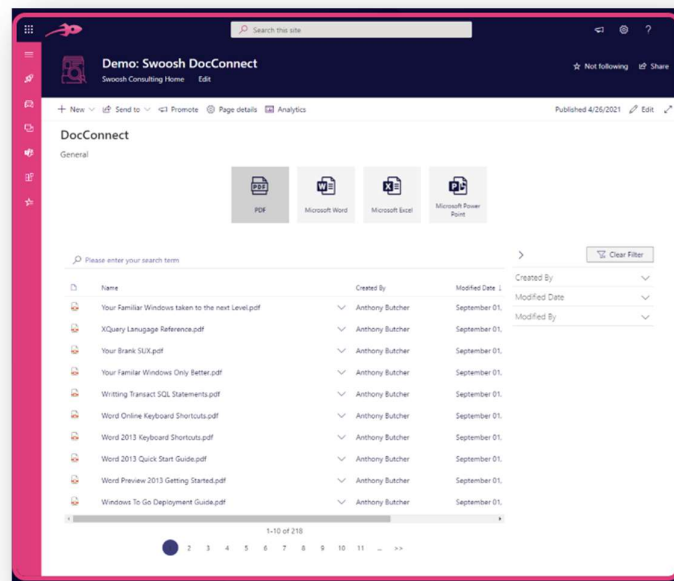 Search this site
?
Demo: Swoosh DocConnect
Swoosh Consulting Home Edit
Not following Share
New Send to Promote Page details Analytics
Published 4/26/2021 Edit
DocConnect
General
PDF
PDF Microsoft Word Microsoft Excel Microsoft Power Point
Please enter your search term
Clear Filter
Created By
Modified Date
Modified By
Name Created By Modified Date ↓
Your Familiar Windows taken to the next Level.pdf Anthony Butcher September 01,
XQuery Lanugage Reference.pdf Anthony Butcher September 01,
Your Brank SUX.pdf Anthony Butcher September 01,
Your Familar Windows Only Better.pdf Anthony Butcher September 01,
Writting Transact SQL Statements.pdf Anthony Butcher September 01,
Word Online Keyboard Shortcuts.pdf Anthony Butcher September 01,
Word 2013 Keyboard Shortcuts.pdf Anthony Butcher September 01,
Word 2013 Quick Start Guide.pdf Anthony Butcher September 01,
Word Preview 2013 Getting Started.pdf Anthony Butcher September 01,
Windows To Go Deployment Guide.pdf Anthony Butcher September 01,
1-10 of 218
2 3 4 5 6 7 8 9 10 11 ... >>